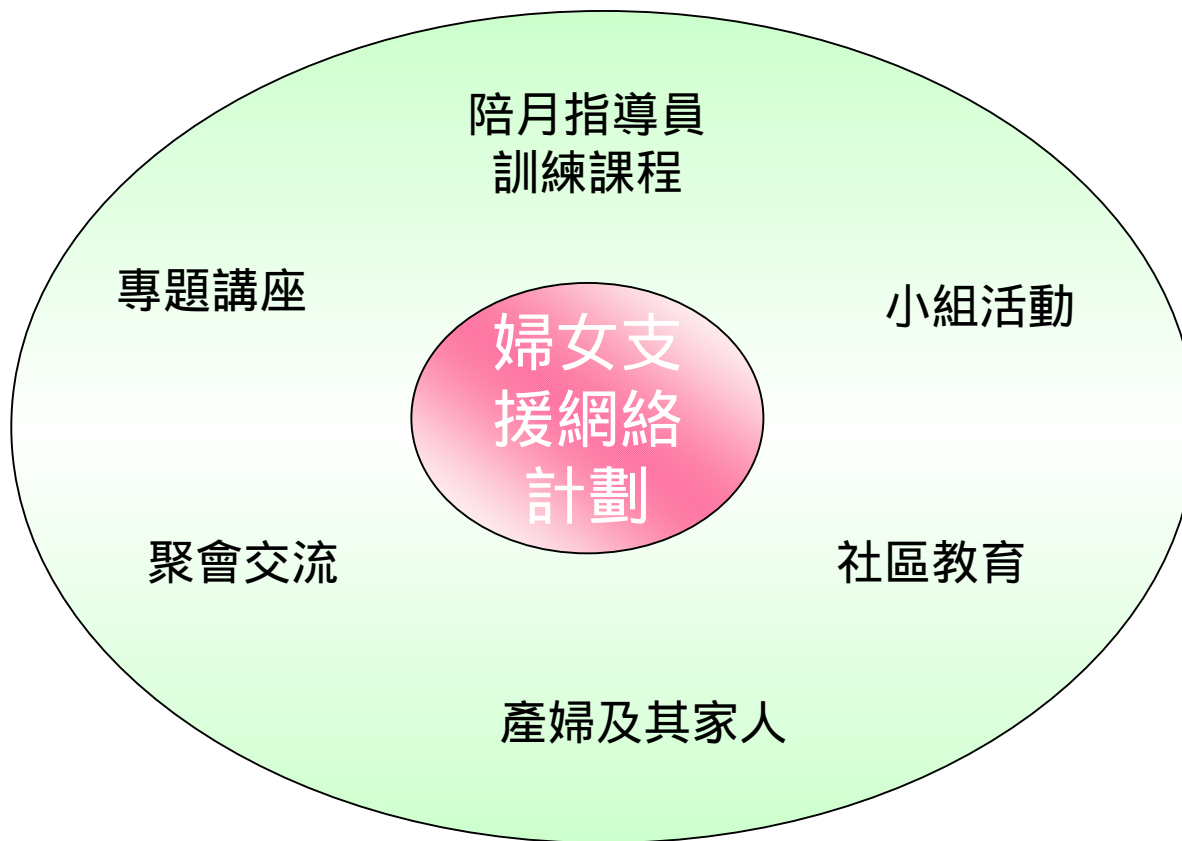 陪月指導員
訓練課程
專題講座
小組活動
婦女支
援網絡
計劃
聚會交流
社區教育
產婦及其家人